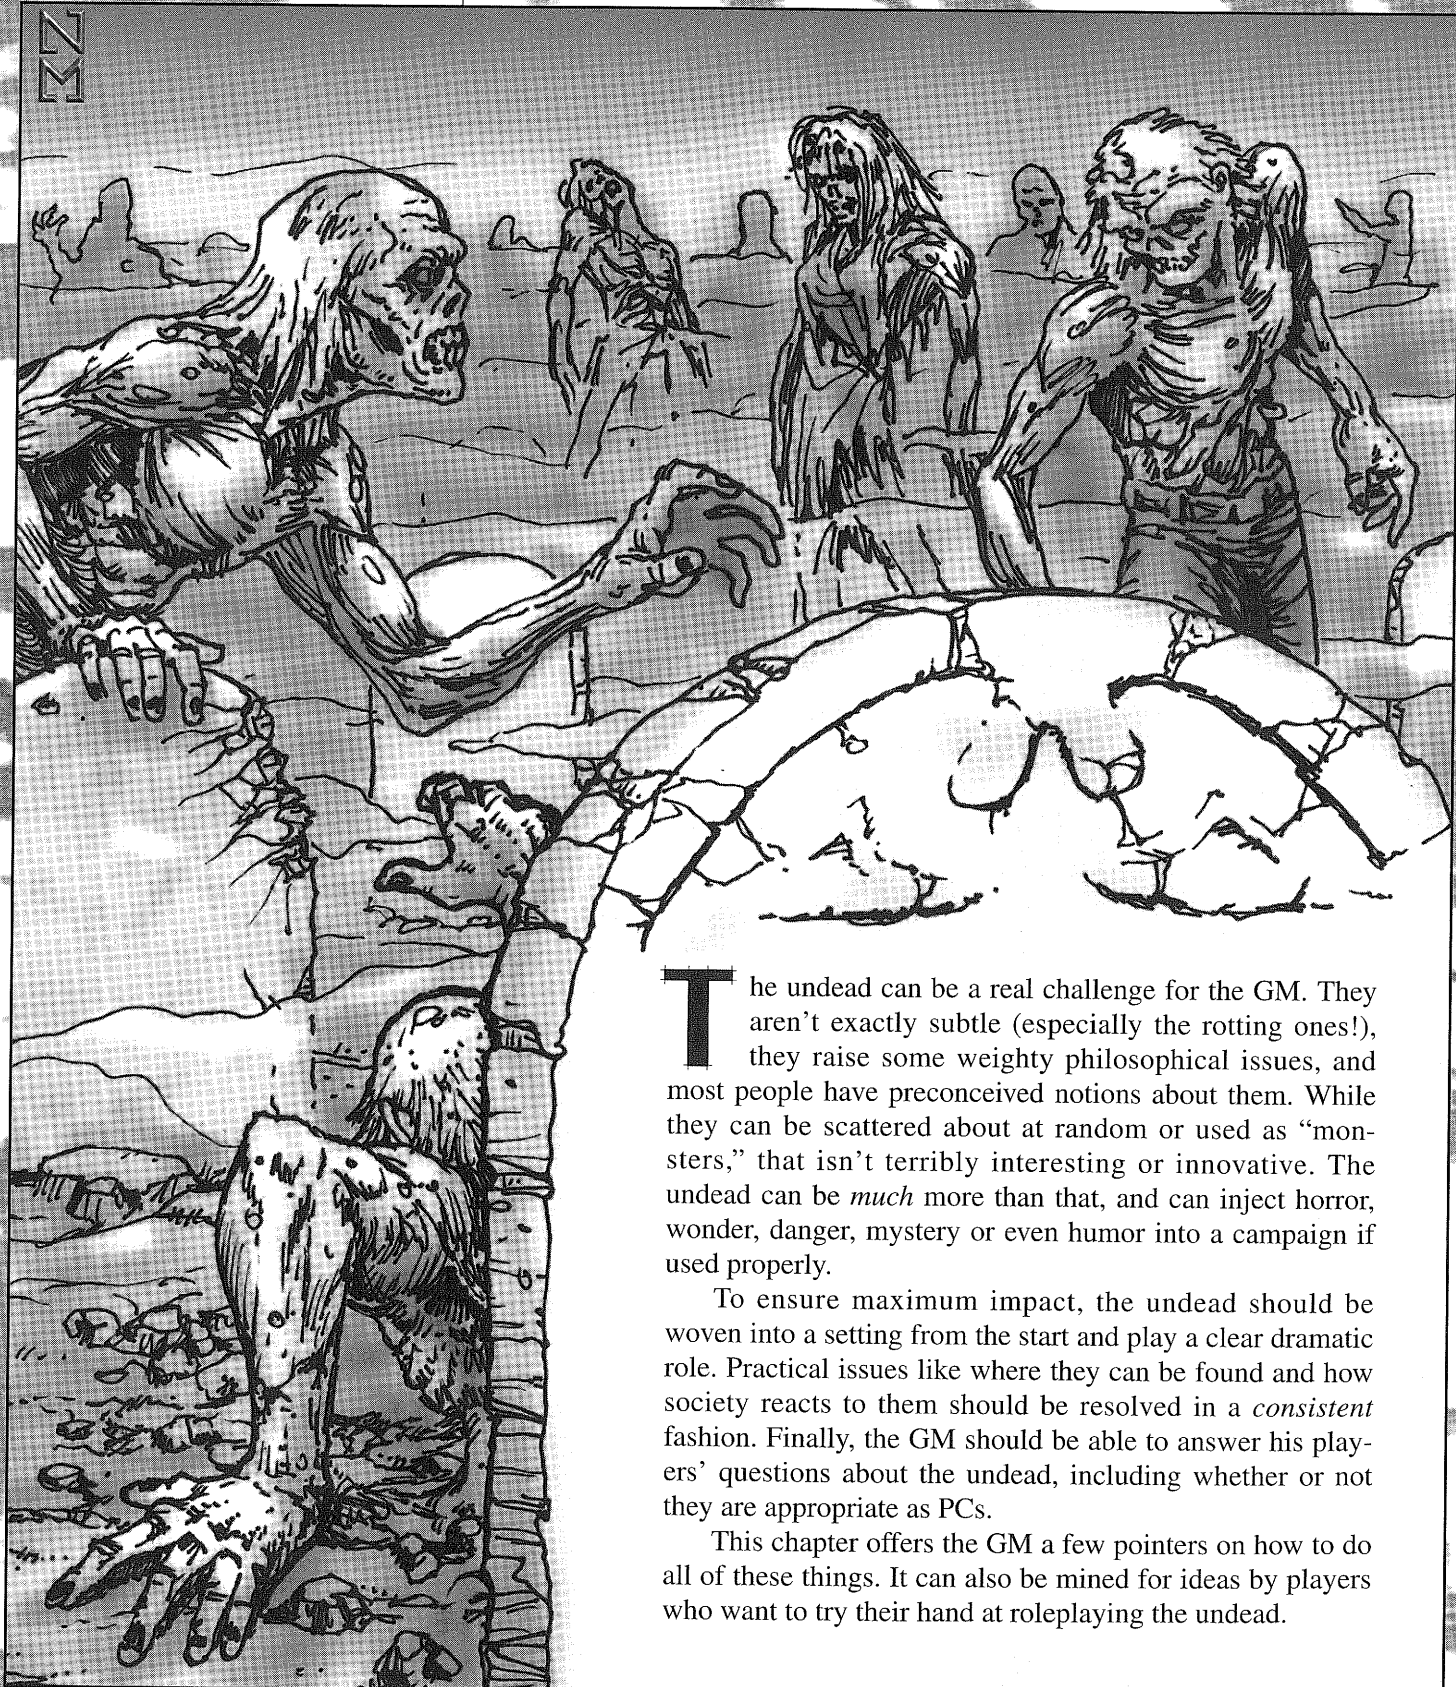 The undead can be a real challenge for the GM. They
aren't exactly subtle (especially the rotting ones!),
they raise some weighty philosophical issues, and
most people have preconceived notions about them. While
they can be scattered about at random or used as “mon-
sters,” that isn't terribly interesting or innovative. The
undead can be much more than that, and can inject horror,
wonder, danger, mystery or even humor into a campaign if
used properly.
To ensure maximum impact, the undead should be
woven into a setting from the start and play a clear dramatic
role. Practical issues like where they can be found and how
society reacts to them should be resolved in a consistent
fashion. Finally, the GM should be able to answer his play-
ers' questions about the undead, including whether or not
they are appropriate as PCs.
This chapter offers the GM a few pointers on how to do
all of these things. It can also be mined for ideas by players
who want to try their hand at roleplaying the undead.